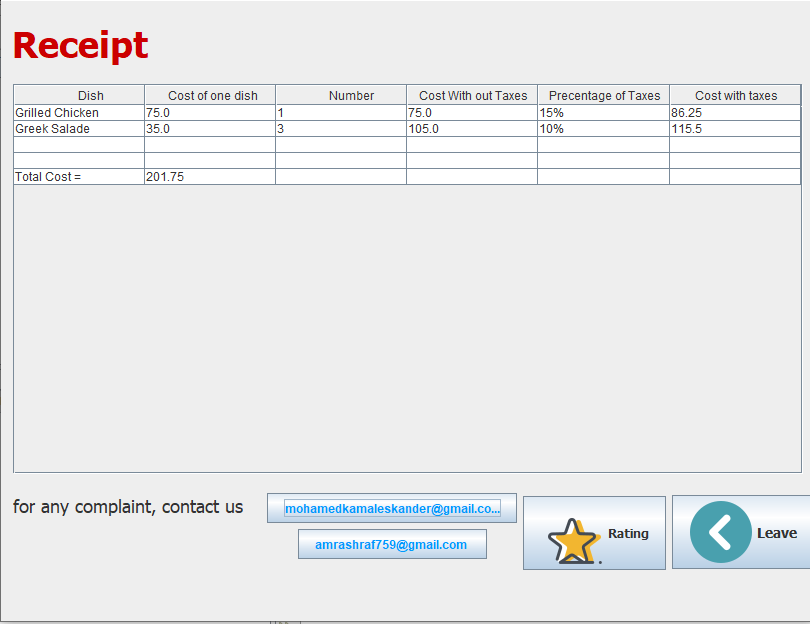 Receipt
Dish Cost of one dish Number Cost With out Taxes Precentage of Taxes Cost with taxes
Grilled Chicken 75.0 1 75.0 15% 86.25
Greek Salade 35.0 3 105.0 10% 115.5
Total Cost = 201.75
for any complaint, contact us
mohamedkamaleskander@gmail.co...
amrashraf759@gmail.com
Rating
Leave